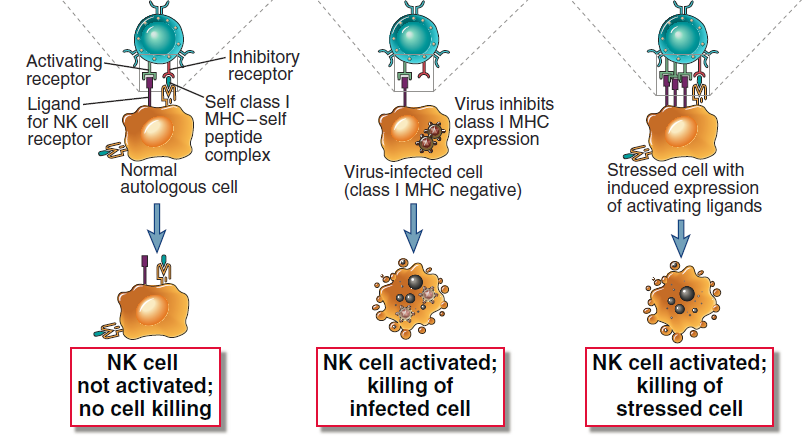 Activating
receptor
Inhibitory
receptor
Ligand
for NK cell
receptor
Self class I
MHC–self
peptide
complex
Normal
autologous cell
NK cell
not activated;
no cell killing
Virus inhibits
class I MHC
expression
Virus-infected cell
(class I MHC negative)
NK cell activated;
killing of
infected cell
Stressed cell with
induced expression
of activating ligands
NK cell activated;
killing of
stressed cell